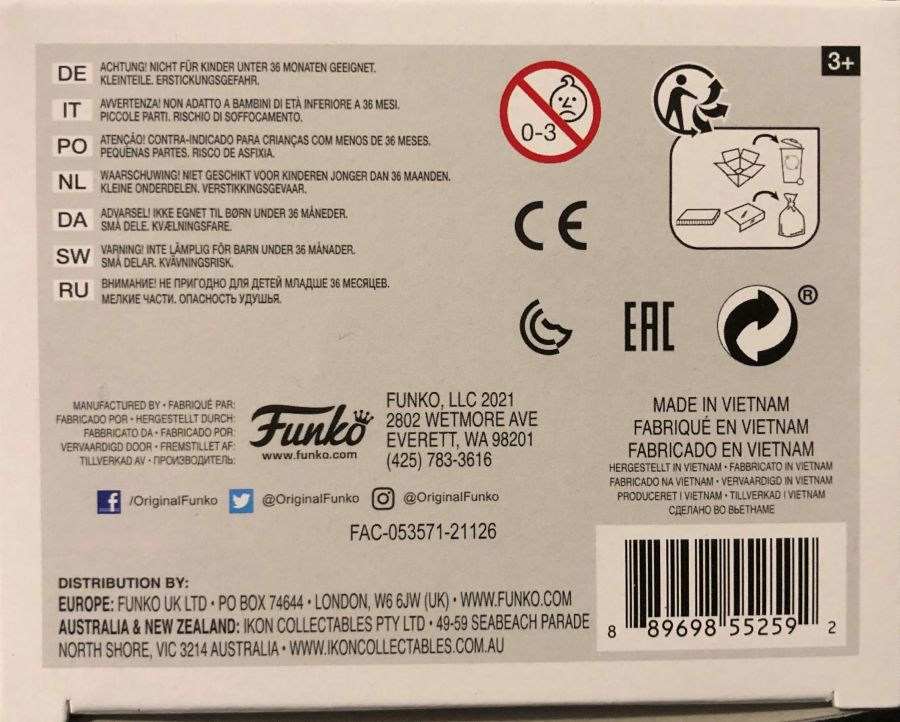 3+
DE ACHTUNG! NICHT FÜR KINDER UNTER 36 MONATEN GEEIGNET.
KLEINTEILE. ERSTICKUNGSGEFAHR.
IT AVVERTENZA! NON ADATTO A BAMBINI DI ETÀ INFERIORE A 36 MESI.
PICCOLE PARTI. RISCHIO DI SOFFOCAMENTO.
PO ATENÇÃO! CONTRA-INDICADO PARA CRIANÇAS COM MENOS DE 36 MESES.
PEQUENAS PARTES. RISCO DE ASFIXIA.
NL WAARSCHUWING! NIET GESCHIKT VOOR KINDEREN JONGER DAN 36 MAANDEN.
KLEINE ONDERDELEN. VERSTIKKINGSGEVAAR.
DA ADVARSEL! IKKE EGNET TIL BØRN UNDER 36 MÅNEDER.
SMÅ DELE. KVÆLNINGSFARE.
SW VARNING! INTE LÄMPLIG FÖR BARN UNDER 36 MÅNADER.
SMÅ DELAR. KVÄVNINGSRISK.
RU ВНИМАНИЕ! НЕ ПРИГОДНО ДЛЯ ДЕТЕЙ МЛАДШЕ 36 МЕСЯЦЕВ.
МЕЛКИЕ ЧАСТИ. ОПАСНОСТЬ УДУШЬЯ.
0-3
CE
EAC
®
MANUFACTURED BY • FABRIQUÉ PAR:
FABRICADO POR • HERGESTELLT DURCH:
FABBRICATO DA • FABRICADO POR:
VERVAARDIGD DOOR • FREMSTILLET AF:
TILLVERKAD AV • ПРОИЗВОДИТЕЛЬ:
Funko
www.funko.com
FUNKO, LLC 2021
2802 WETMORE AVE
EVERETT, WA 98201
(425) 783-3616
/OriginalFunko @OriginalFunko @OriginalFunko
FAC-053571-21126
MADE IN VIETNAM
FABRIQUÉ EN VIETNAM
FABRICADO EN VIETNAM
HERGESTELLT IN VIETNAM • FABBRICATO IN VIETNAM
FABRICADO NA VIETNAM • VERVAARDIGD IN VIETNAM
PRODUCERET I VIETNAM • TILLVERKAD I VIETNAM
СДЕЛАНО ВО ВЬЕТНАМЕ
DISTRIBUTION BY:
EUROPE: FUNKO UK LTD • PO BOX 74644 • LONDON, W6 6JW (UK) • WWW.FUNKO.COM
AUSTRALIA & NEW ZEALAND: IKON COLLECTABLES PTY LTD • 49-59 SEABEACH PARADE
NORTH SHORE, VIC 3214 AUSTRALIA • WWW.IKONCOLLECTABLES.COM.AU
8 89698 55259 2